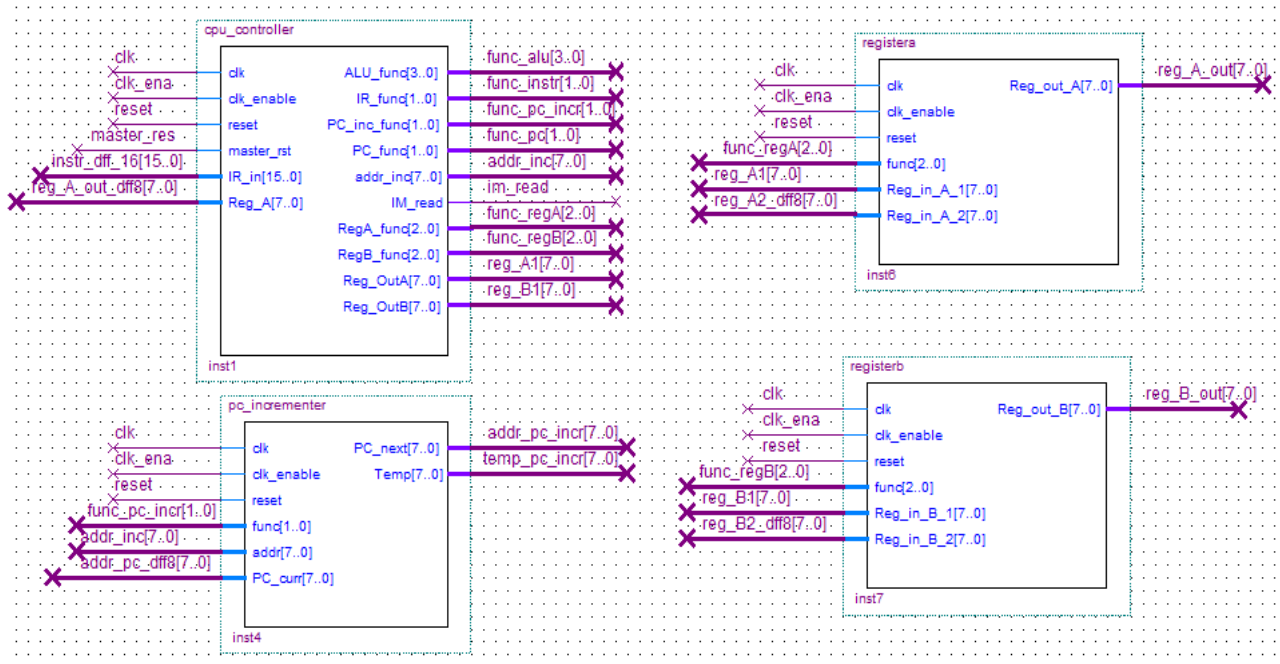 cpu_controller
clk
clk_ena
reset
master_res
instr_dff_16[15..0]
reg_A_out_dff8[7..0]
clk
clk_enable
reset
master_rst
IR_in[15..0]
Reg_A[7..0]
ALU_func[3..0]
IR_func[1..0]
PC_inc_func[1..0]
PC_func[1..0]
addr_inc[7..0]
IM_read
RegA_func[2..0]
RegB_func[2..0]
Reg_OutA[7..0]
Reg_OutB[7..0]
func_alu[3..0]
func_instr[1..0]
func_pc_incr[1..0]
func_pc[1..0]
addr_inc[7..0]
im_read
func_regA[2..0]
func_regB[2..0]
reg_A1[7..0]
reg_B1[7..0]
inst1
registera
clk
clk_ena
reset
func_regA[2..0]
reg_A1[7..0]
reg_A2_dff8[7..0]
clk
clk_enable
reset
func[2..0]
Reg_in_A_1[7..0]
Reg_in_A_2[7..0]
Reg_out_A[7..0]
reg_A_out[7..0]
inst6
pc_incrementer
clk
clk_ena
reset
func_pc_incr[1..0]
addr_inc[7..0]
addr_pc_dff8[7..0]
clk
clk_enable
reset
func[1..0]
addr[7..0]
PC_curr[7..0]
PC_next[7..0]
Temp[7..0]
addr_pc_incr[7..0]
temp_pc_incr[7..0]
inst4
registerb
clk
clk_ena
reset
func_regB[2..0]
reg_B1[7..0]
reg_B2_dff8[7..0]
clk
clk_enable
reset
func[2..0]
Reg_in_B_1[7..0]
Reg_in_B_2[7..0]
Reg_out_B[7..0]
reg_B_out[7..0]
inst7